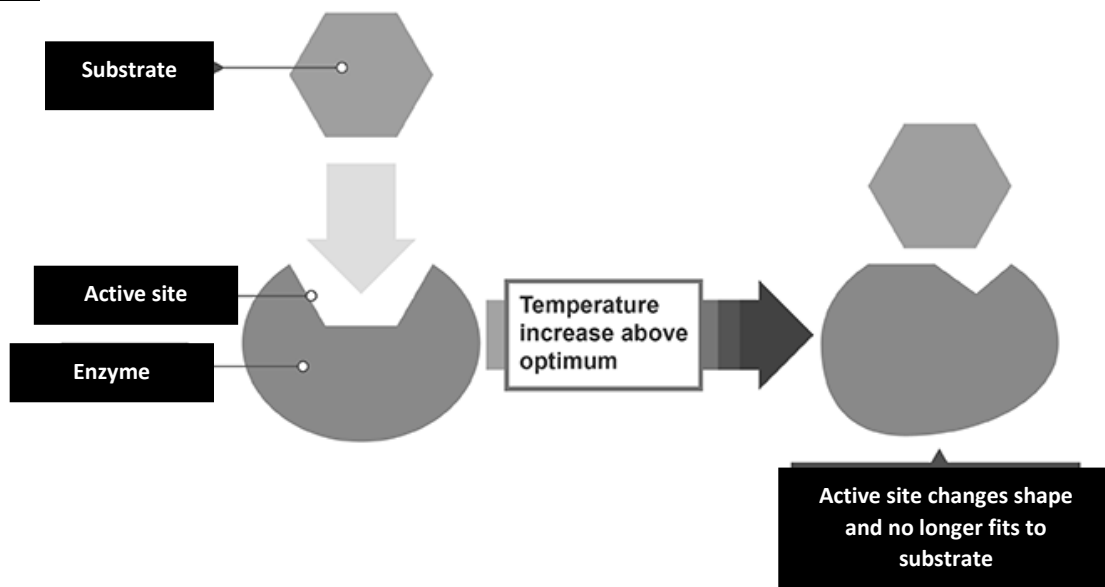 Substrate
Active site
Enzyme
Temperature
increase above
optimum
Active site changes shape
and no longer fits to
substrate